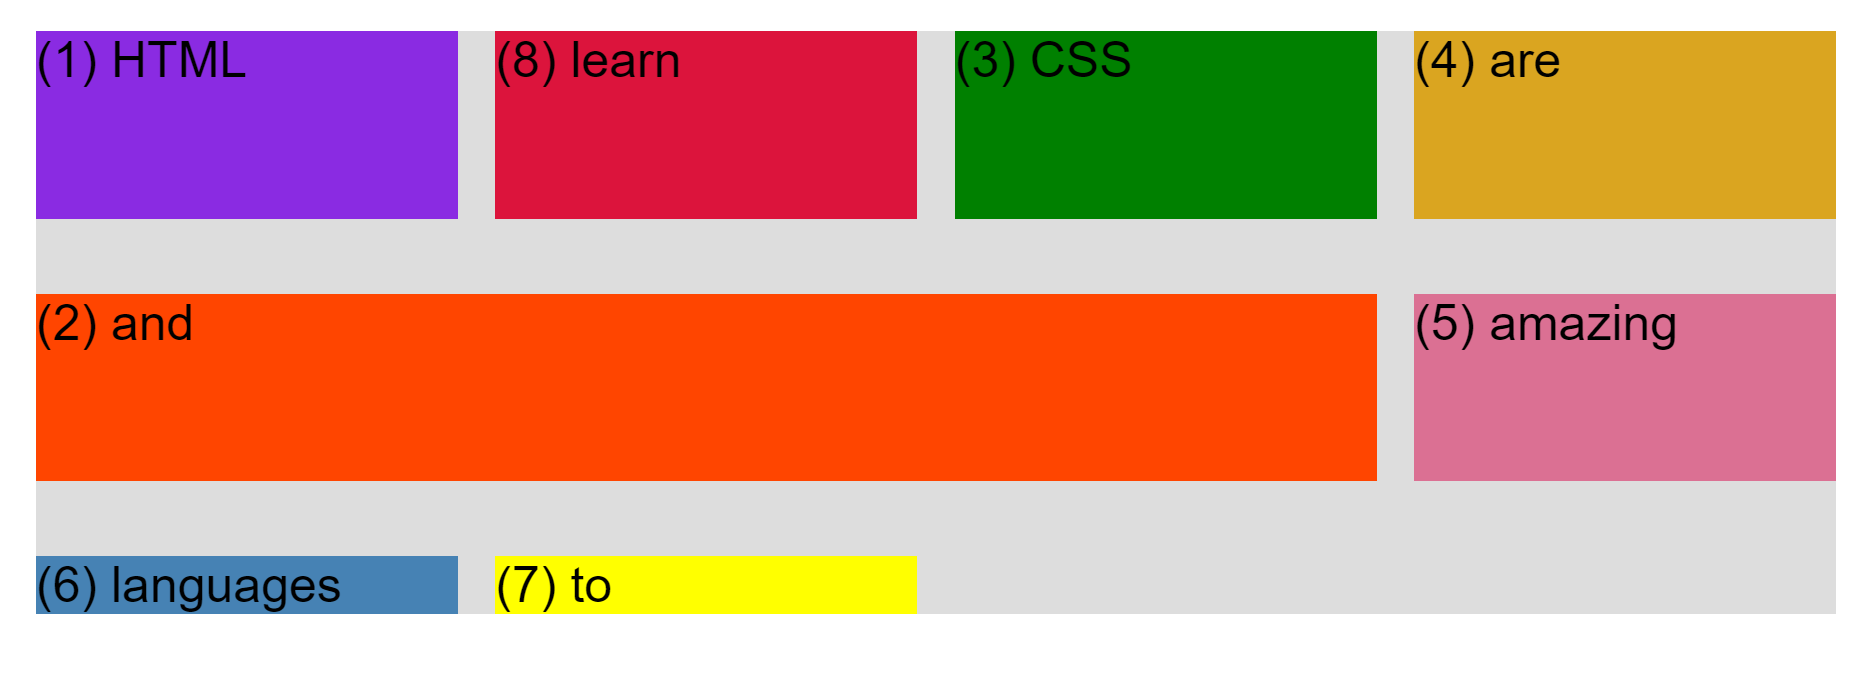 (1) HTML
(8) learn
(3) CSS
(4) are
(2) and
(5) amazing
(6) languages
(7) to